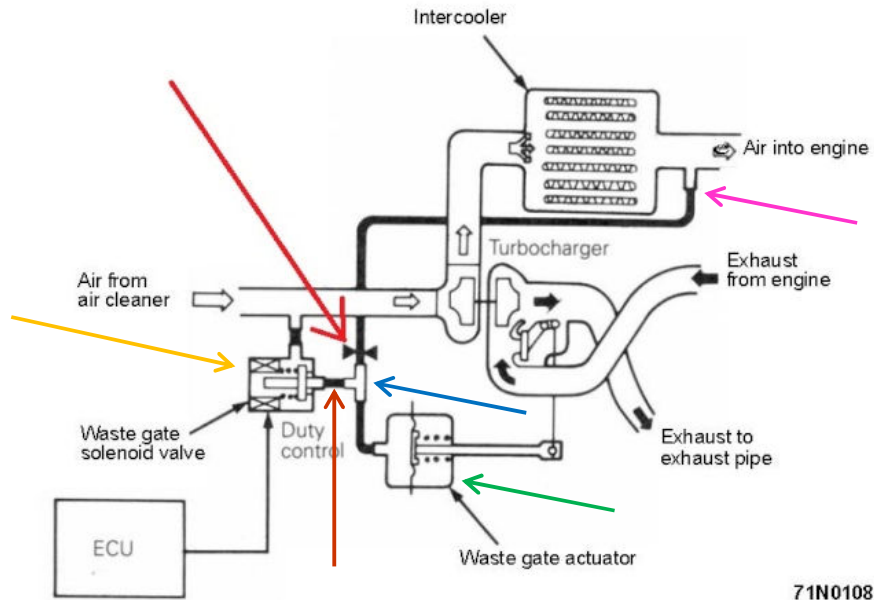 Intercooler
Air into engine
Turbocharger
Exhaust
from engine
Air from
air cleaner
Waste gate
solenoid valve
Duty
control
Exhaust to
exhaust pipe
ECU
Waste gate actuator
71N0108